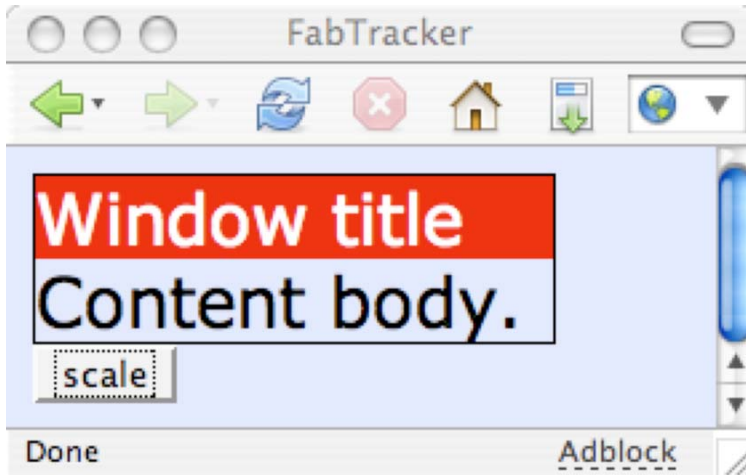 FabTracker
Window title
Content body.
scale
Done Adblock